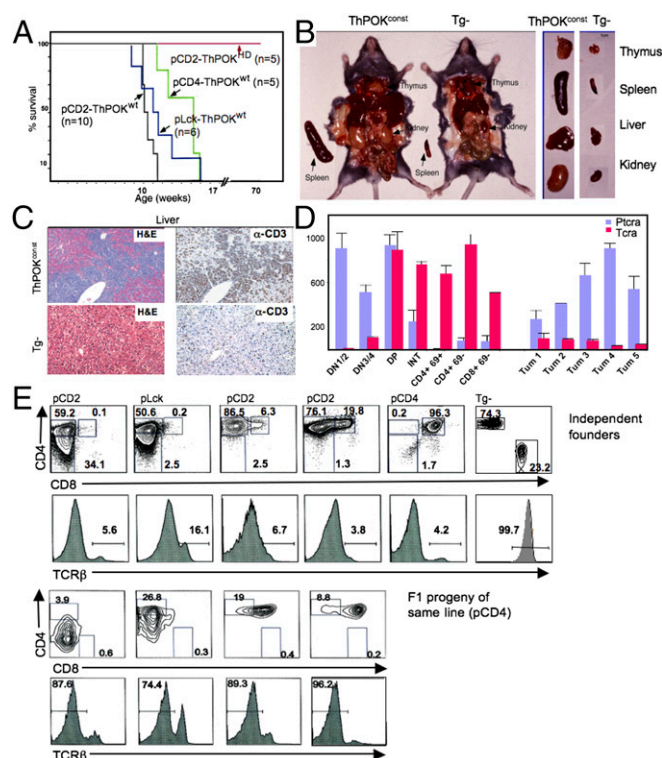 A
100
pCD2-ThPOKHD (n=5)
50
pCD4-ThPOKwt
(n=5)
pCD2-ThPOKwt
(n=10)
pLck-ThPOKwt
(n=6)
10
% survival
10
17
70
Age (weeks)
B
ThPOKconst
Tg-
Thymus
Kidney
Spleen
Thymus
Kidney
Spleen
ThPOKconst
Tg-
Thymus
Spleen
Liver
Kidney
C
Liver
ThPOKconst
H&E
α-CD3
Tg-
H&E
α-CD3
D
Ptcra
Tcra
1000
600
200
DN1/2
DN3/4
DP
INT
CD4+ 69+
CD4+ 69-
CD8+ 69-
Tum 1
Tum 2
Tum 3
Tum 4
Tum 5
E
pCD2
pLck
pCD2
pCD2
pCD4
Tg-
59.2
0.1
34.1
50.6
0.2
2.5
86.5
6.3
2.5
76.1
19.8
1.3
0.2
96.3
1.7
74.3
23.2
Independent
founders
CD4
CD8
5.6
16.1
6.7
3.8
4.2
99.7
TCRβ
3.9
0.6
26.8
0.3
19
0.4
8.8
0.2
F1 progeny of
same line (pCD4)
CD4
CD8
87.6
74.4
89.3
96.2
TCRβ